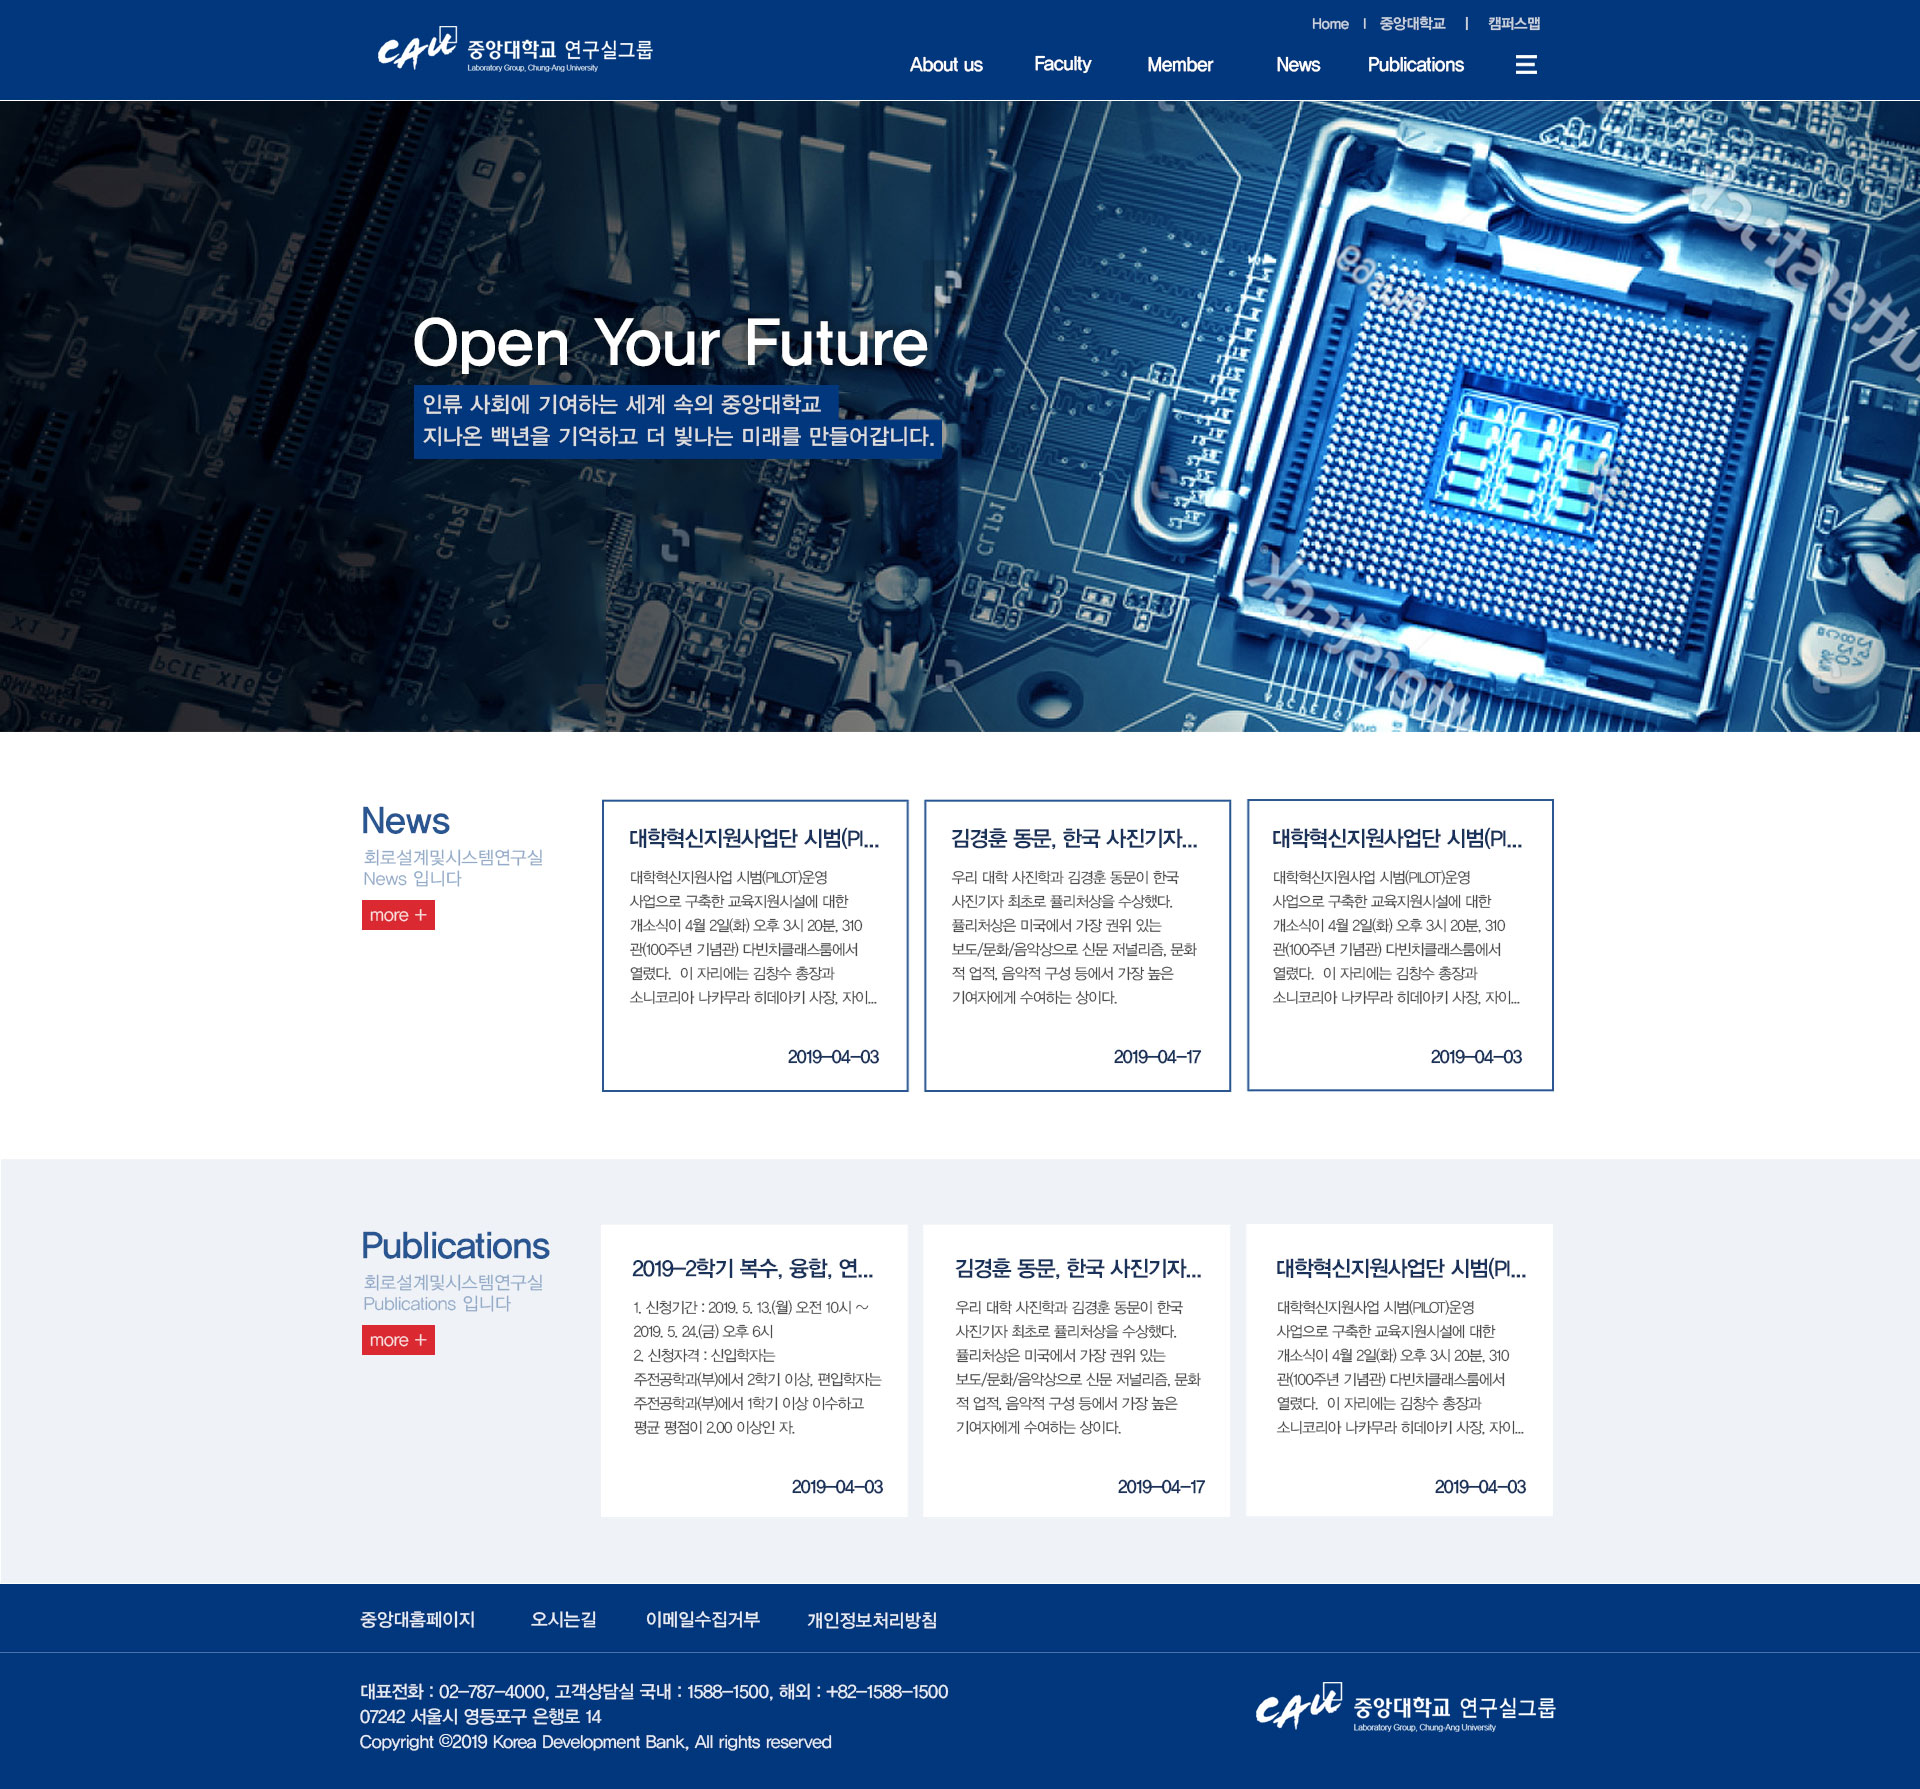 Home | 중앙대학교 | 캠퍼스맵
CAU 중앙대학교 연구실그룹
Laboratory Group, Chung-Ang University
About us Faculty Member News Publications
Open Your Future
인류 사회에 기여하는 세계 속의 중앙대학교
지나온 백년을 기억하고 더 빛나는 미래를 만들어갑니다.
News
회로설계및시스템연구실
News 입니다
more +
대학혁신지원사업단 시범(PI...
대학혁신지원사업 시범(PILOT)운영
사업으로 구축한 교육지원시설에 대한
개소식이 4월 2일(화) 오후 3시 20분, 310
관(100주년 기념관) 다빈치클래스룸에서
열렸다. 이 자리에는 김창수 총장과
소니코리아 나카무라 히데아키 사장, 자이...
2019-04-03
김경훈 동문, 한국 사진기자...
우리 대학 사진학과 김경훈 동문이 한국
사진기자 최초로 퓰리처상을 수상했다.
퓰리처상은 미국에서 가장 권위 있는
보도/문화/음악상으로 신문 저널리즘, 문화
적 업적, 음악적 구성 등에서 가장 높은
기여자에게 수여하는 상이다.
2019-04-17
대학혁신지원사업단 시범(PI...
대학혁신지원사업 시범(PILOT)운영
사업으로 구축한 교육지원시설에 대한
개소식이 4월 2일(화) 오후 3시 20분, 310
관(100주년 기념관) 다빈치클래스룸에서
열렸다. 이 자리에는 김창수 총장과
소니코리아 나카무라 히데아키 사장, 자이...
2019-04-03
Publications
회로설계및시스템연구실
Publications 입니다
more +
2019-2학기 복수, 융합, 연...
1. 신청기간 : 2019. 5. 13.(월) 오전 10시 ~
2019. 5. 24.(금) 오후 6시
2. 신청자격 : 신입학자는
주전공학과(부)에서 2학기 이상, 편입학자는
주전공학과(부)에서 1학기 이상 이수하고
평균 평점이 2.00 이상인 자.
2019-04-03
김경훈 동문, 한국 사진기자...
우리 대학 사진학과 김경훈 동문이 한국
사진기자 최초로 퓰리처상을 수상했다.
퓰리처상은 미국에서 가장 권위 있는
보도/문화/음악상으로 신문 저널리즘, 문화
적 업적, 음악적 구성 등에서 가장 높은
기여자에게 수여하는 상이다.
2019-04-17
대학혁신지원사업단 시범(PI...
대학혁신지원사업 시범(PILOT)운영
사업으로 구축한 교육지원시설에 대한
개소식이 4월 2일(화) 오후 3시 20분, 310
관(100주년 기념관) 다빈치클래스룸에서
열렸다. 이 자리에는 김창수 총장과
소니코리아 나카무라 히데아키 사장, 자이...
2019-04-03
중앙대홈페이지 오시는길 이메일수집거부 개인정보처리방침
대표전화 : 02-787-4000, 고객상담실 국내 : 1588-1500, 해외 : +82-1588-1500
07242 서울시 영등포구 은행로 14
Copyright ©2019 Korea Development Bank, All rights reserved
CAU 중앙대학교 연구실그룹
Laboratory Group, Chung-Ang University